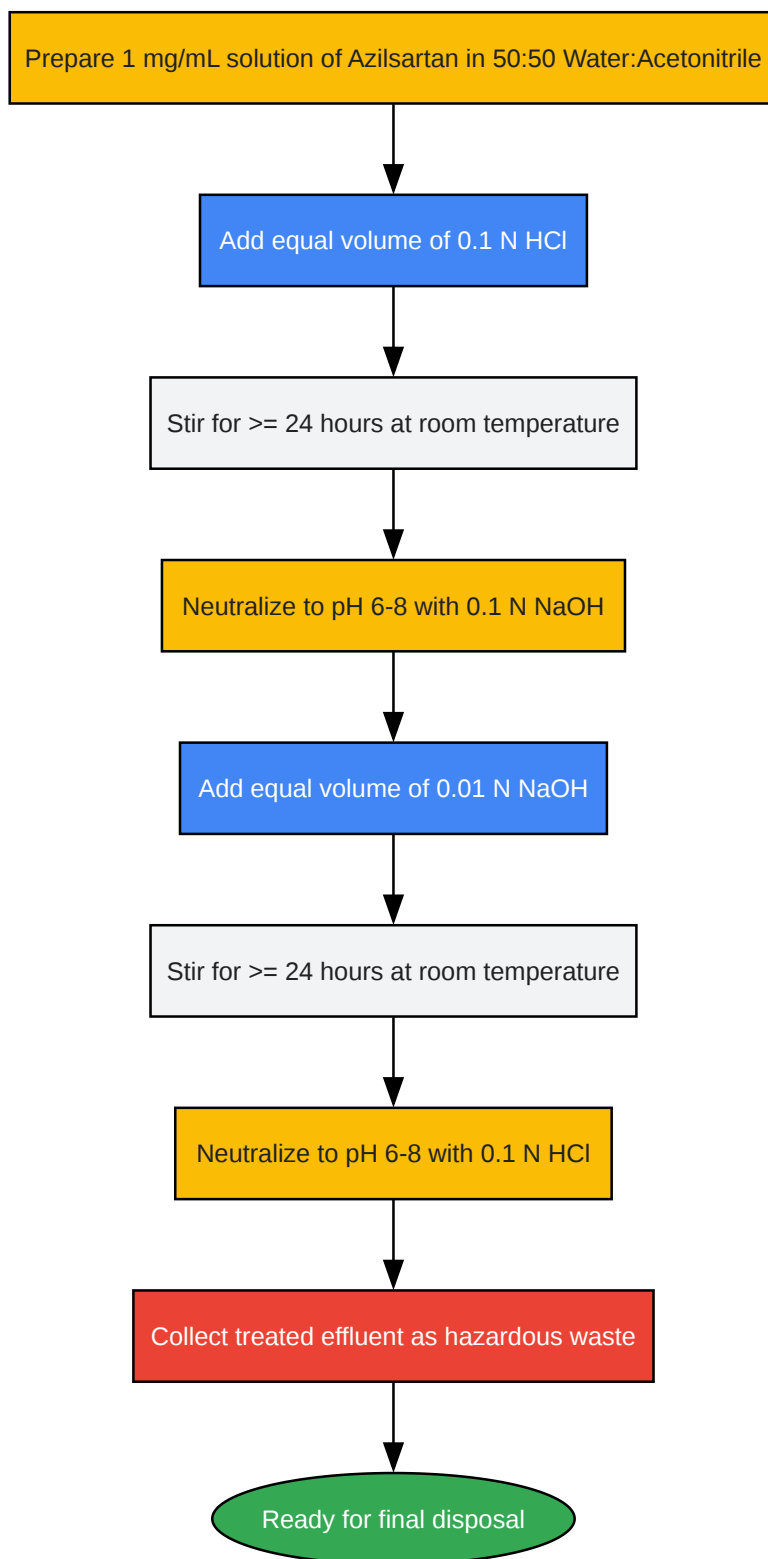 Prepare 1 mg/mL solution of Azilsartan in 50:50 Water:Acetonitrile
Add equal volume of 0.1 N HCl
Stir for >= 24 hours at room temperature
Neutralize to pH 6-8 with 0.1 N NaOH
Add equal volume of 0.01 N NaOH
Stir for >= 24 hours at room temperature
Neutralize to pH 6-8 with 0.1 N HCl
Collect treated effluent as hazardous waste
Ready for final disposal